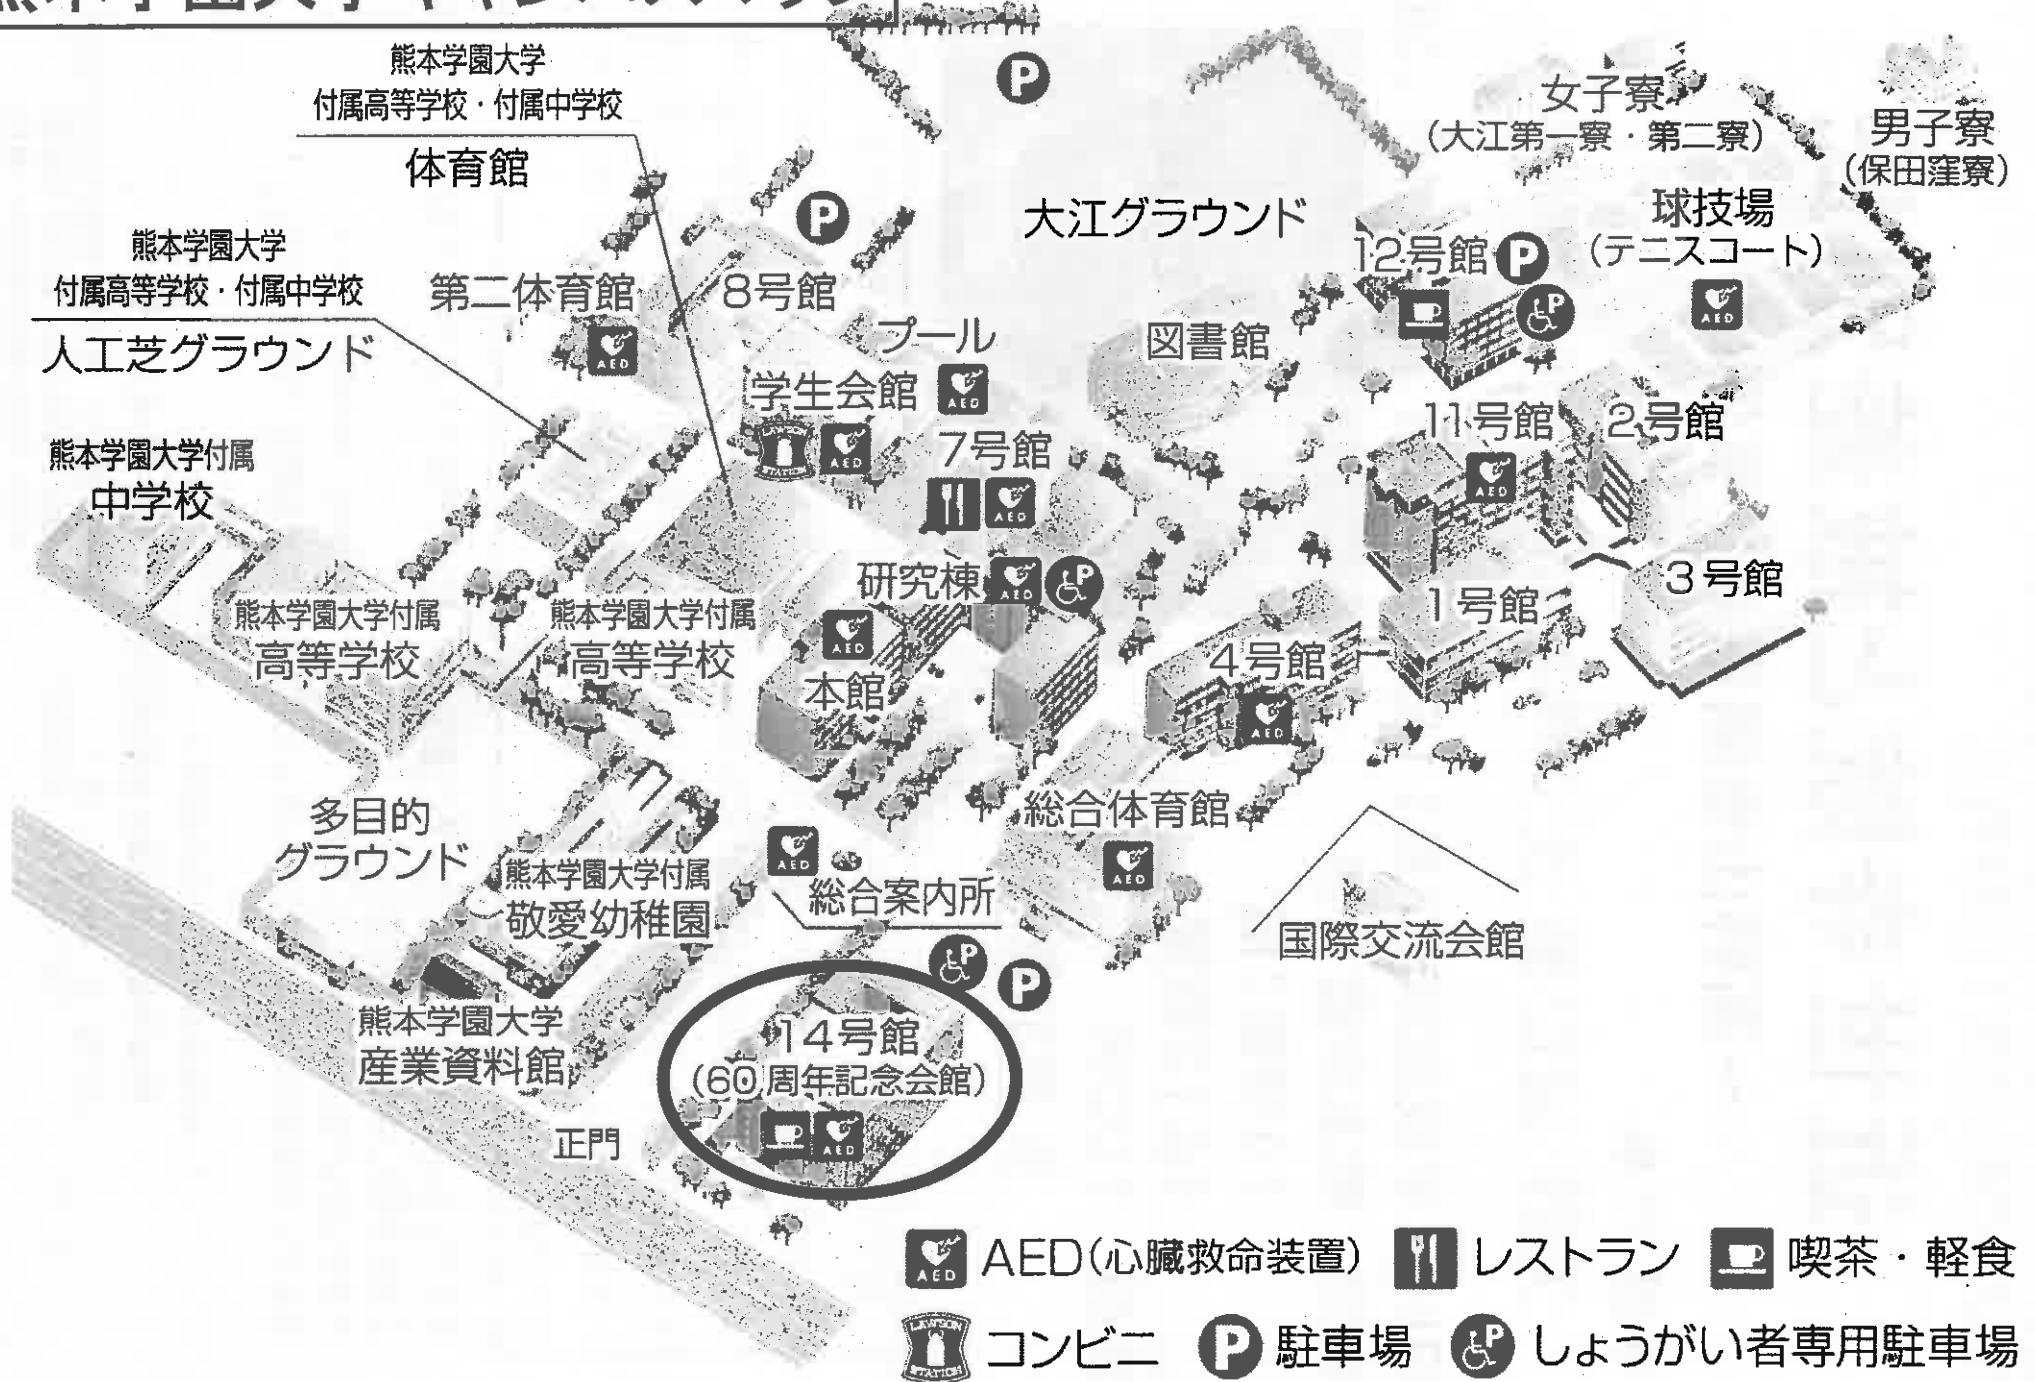 熊本学園大学
付属高等学校・付属中学校
体育館
女子寮
(大江第一寮・第二寮)
男子寮
(保田窪寮)
大江グラウンド
球技場
(テニスコート)
12号館
熊本学園大学
付属高等学校・付属中学校
人工芝グラウンド
第二体育館
8号館
プール
図書館
学生会館
11号館
2号館
7号館
熊本学園大学付属
中学校
研究棟
3号館
1号館
熊本学園大学付属
高等学校
熊本学園大学付属
高等学校
4号館
本館
多目的
グラウンド
総合体育館
熊本学園大学付属
敬愛幼稚園
総合案内所
国際交流会館
熊本学園大学
産業資料館
14号館
(60周年記念会館)
正門
AED(心臓救命装置)
レストラン
喫茶・軽食
LAWSON
STATION
コンビニ
P
駐車場
P
しょうがい者専用駐車場